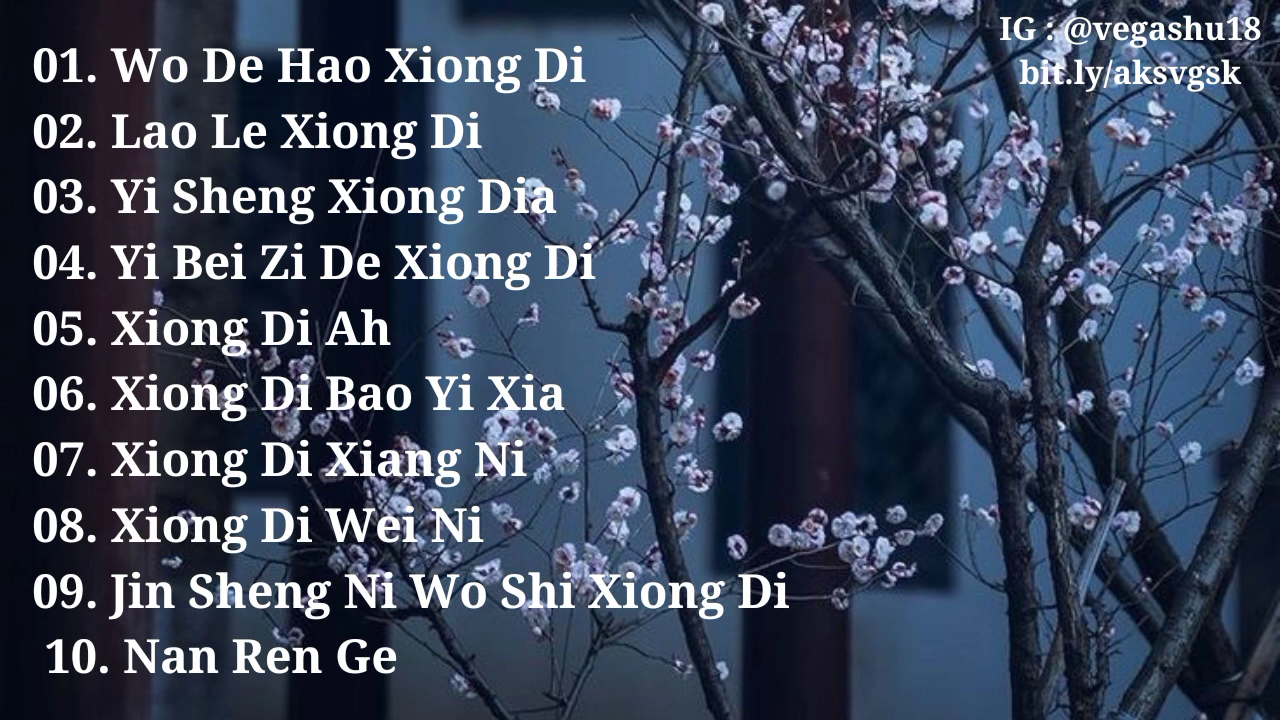 IG : @vegashu18
bit.ly/aksvgsk
01. Wo De Hao Xiong Di
02. Lao Le Xiong Di
03. Yi Sheng Xiong Dia
04. Yi Bei Zi De Xiong Di
05. Xiong Di Ah
06. Xiong Di Bao Yi Xia
07. Xiong Di Xiang Ni
08. Xiong Di Wei Ni
09. Jin Sheng Ni Wo Shi Xiong Di
10. Nan Ren Ge